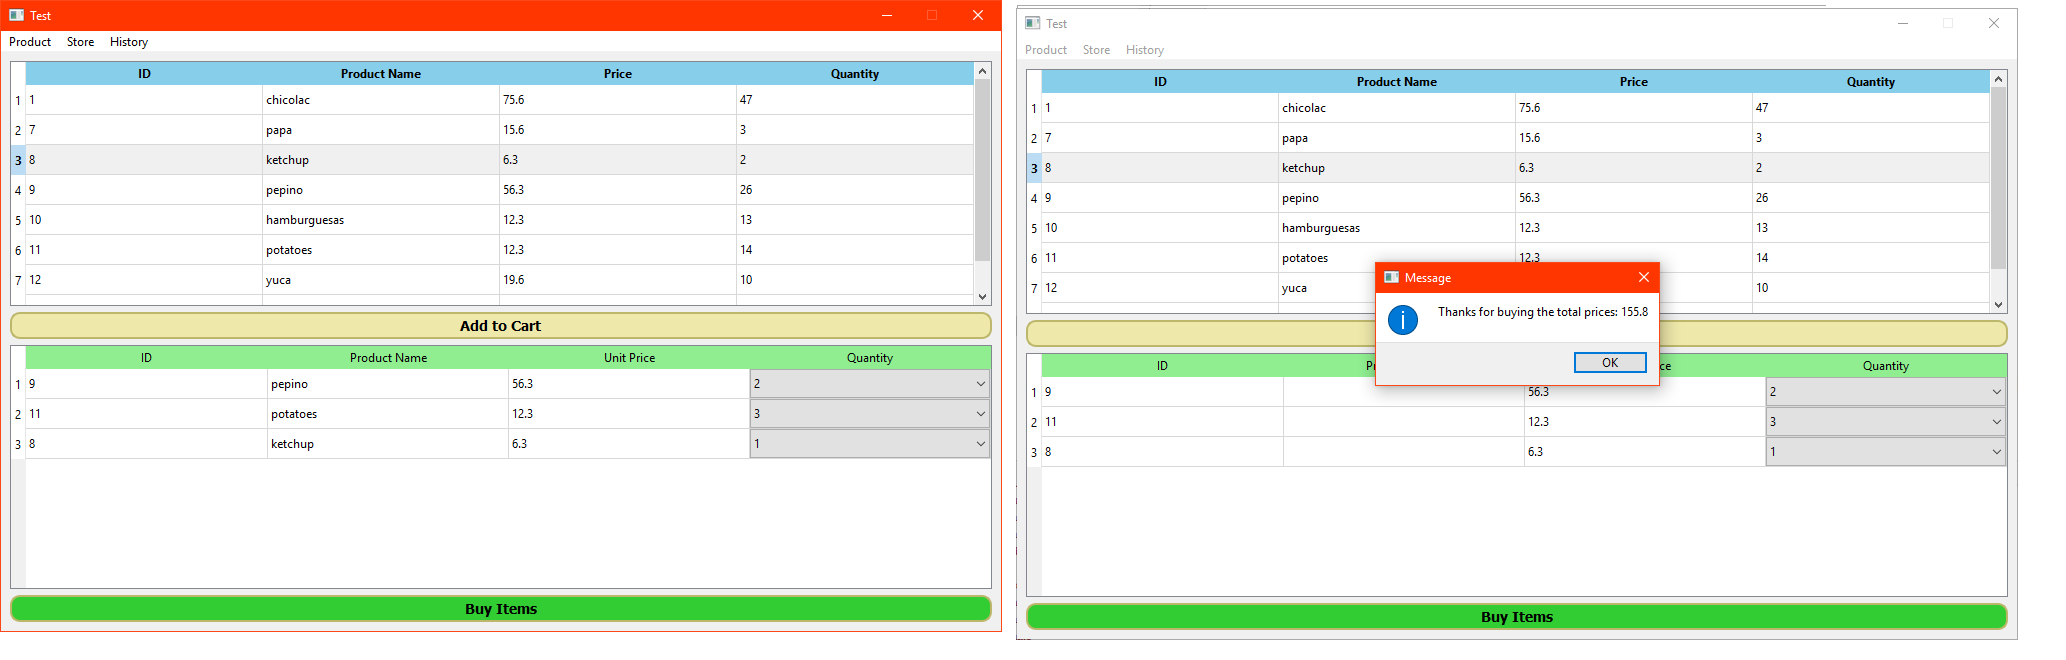 Test
Product Store History
ID Product Name Price Quantity
1 1 chicolac 75.6 47
2 7 papa 15.6 3
3 8 ketchup 6.3 2
4 9 pepino 56.3 26
5 10 hamburguesas 12.3 13
6 11 potatoes 12.3 14
7 12 yuca 19.6 10
Add to Cart
ID Product Name Unit Price Quantity
1 9 pepino 56.3 2
2 11 potatoes 12.3 3
3 8 ketchup 6.3 1
Buy Items
Test
Product Store History
ID Product Name Price Quantity
1 1 chicolac 75.6 47
2 7 papa 15.6 3
3 8 ketchup 6.3 2
4 9 pepino 56.3 26
5 10 hamburguesas 12.3 13
6 11 potatoes 12.3 14
7 12 yuca 10
Message
Thanks for buying the total prices: 155.8
OK
ID Quantity
1 9 56.3 2
2 11 12.3 3
3 8 6.3 1
Buy Items